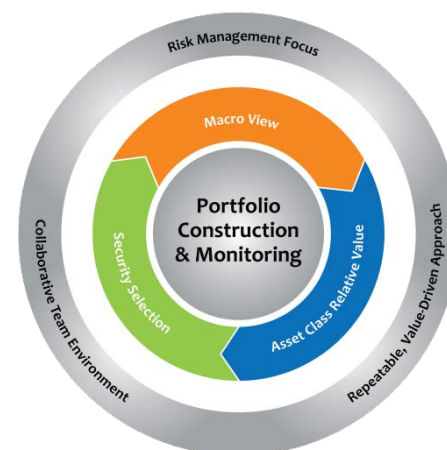 Risk Management Focus
Macro View
Portfolio
Construction
& Monitoring
Security Selection
Asset Class Relative Value
Collaborative Team Environment
Repeatable, Value-Driven Approach